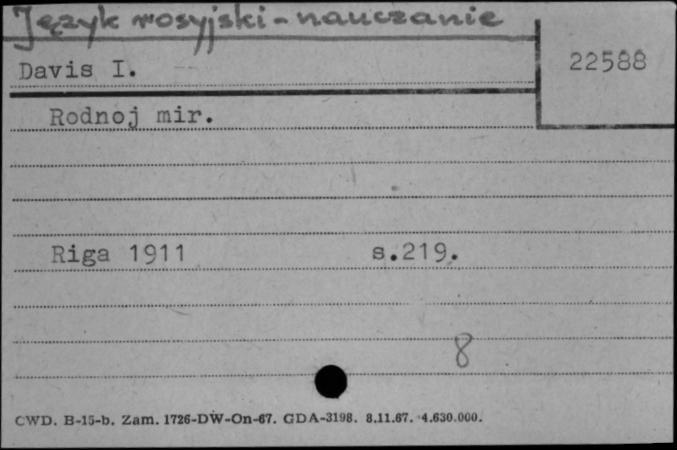 Język rosyjski - nauczanie
Davis I.
22588
Rodnoj mir.
Riga 1911 s.219.
8
CWD. B-15-b. Zam. 1726-DW-On-67. GDA-3198. 8.11.67. 4.630.000.